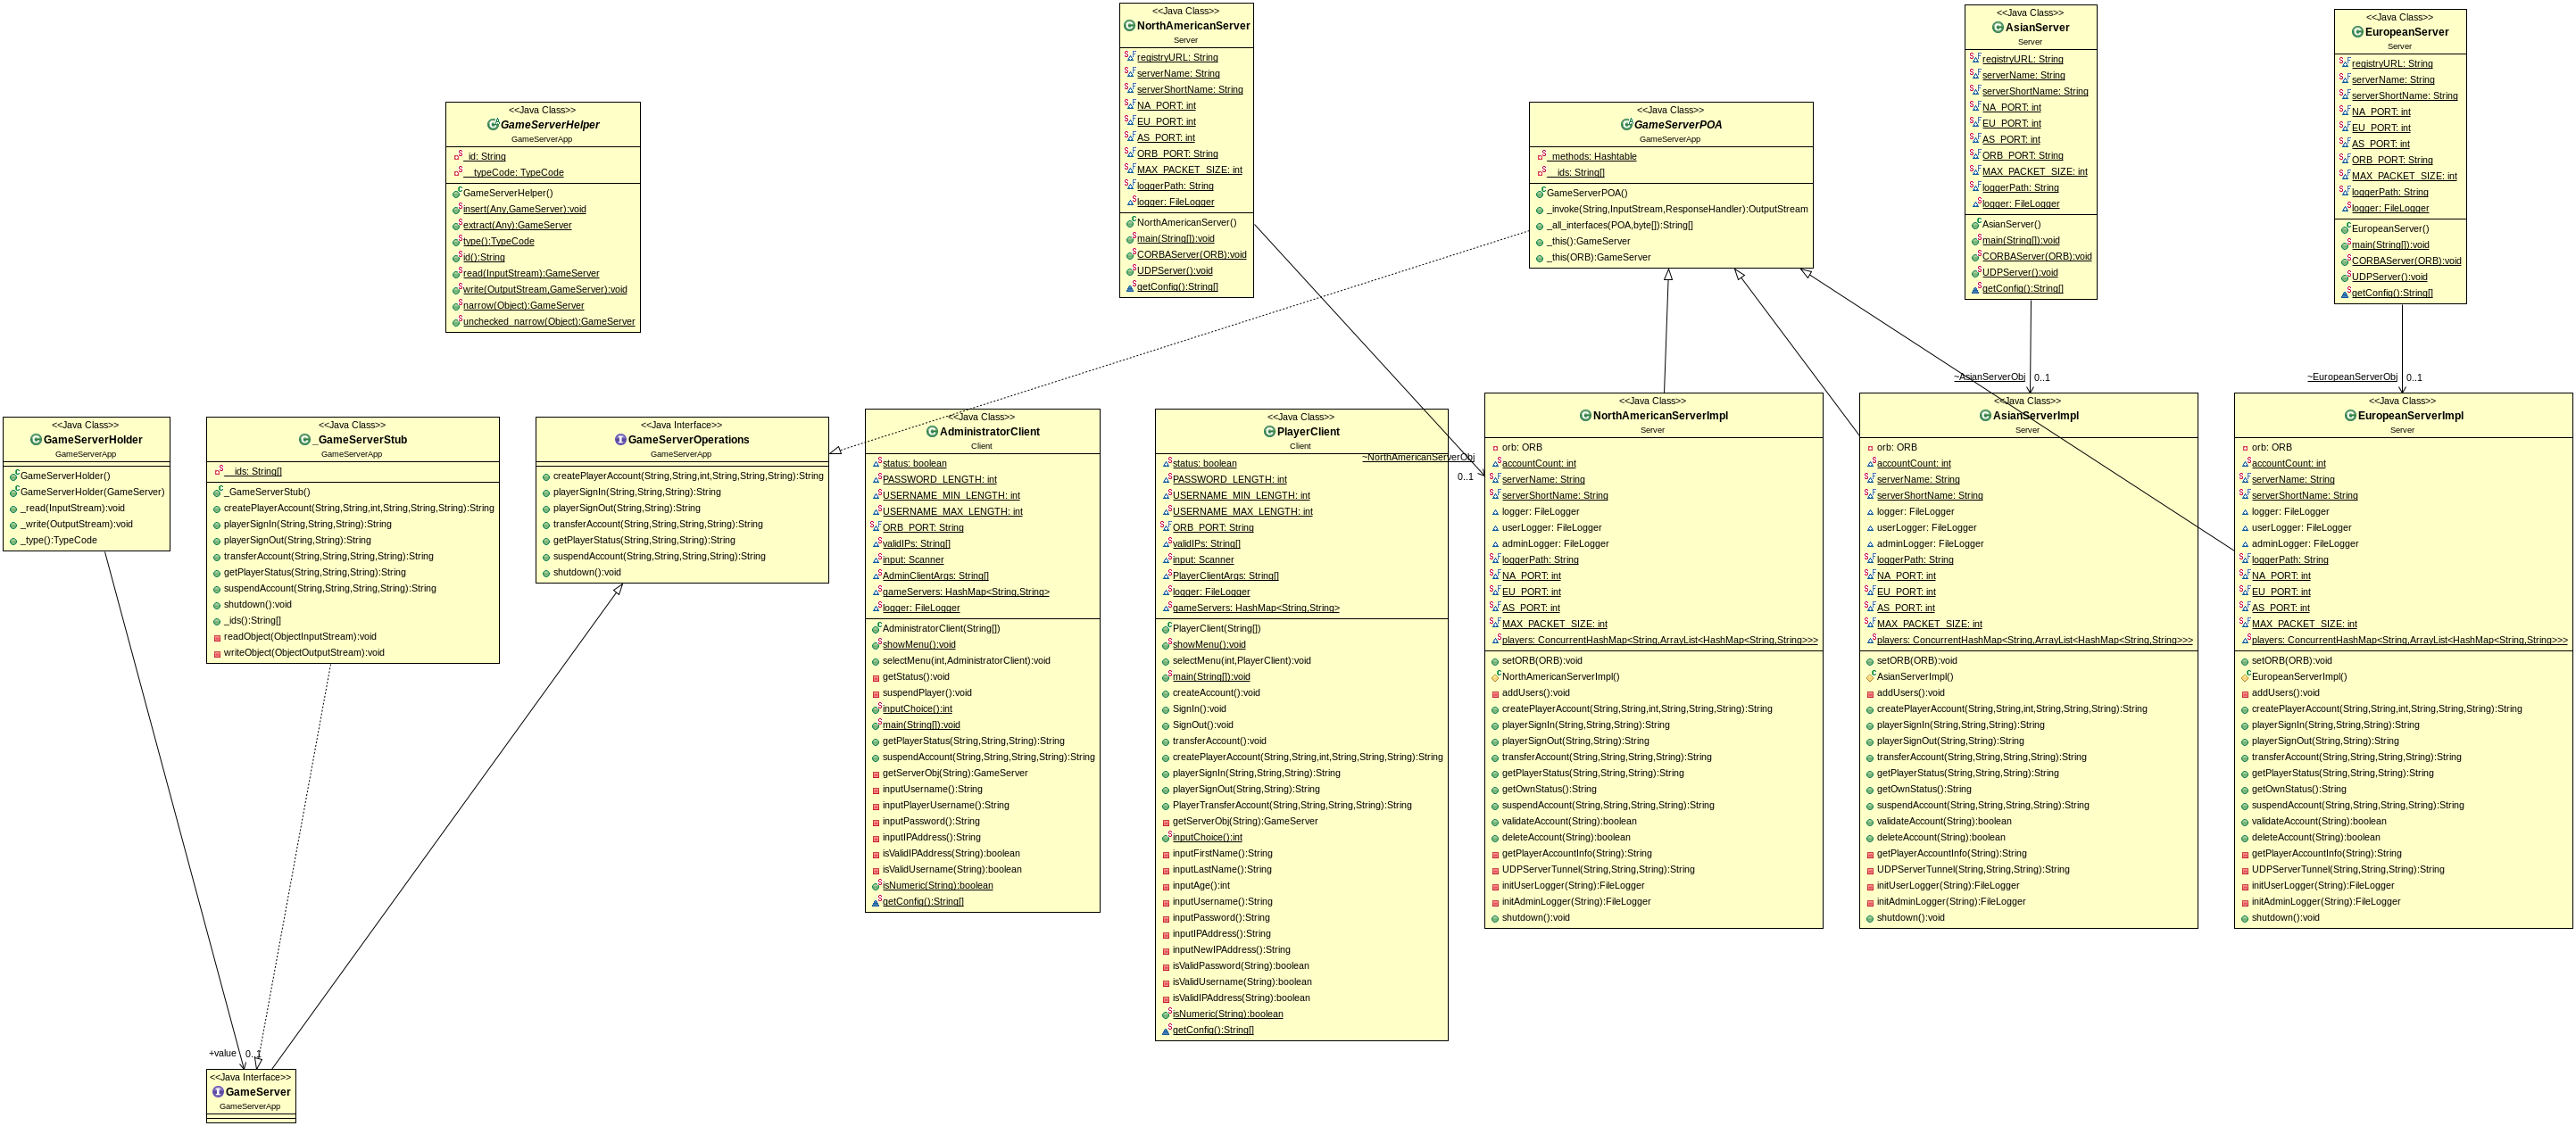 <<Java Class>>
NorthAmericanServer
Server
registryURL: String
serverName: String
serverShortName: String
NA_PORT: int
EU_PORT: int
AS_PORT: int
ORB_PORT: String
MAX_PACKET_SIZE: int
loggerPath: String
logger: FileLogger
NorthAmericanServer()
main(String[]):void
CORBAServer(ORB):void
UDPServer():void
getConfig():String[]
<<Java Class>>
AsianServer
Server
registryURL: String
serverName: String
serverShortName: String
NA_PORT: int
EU_PORT: int
AS_PORT: int
ORB_PORT: String
MAX_PACKET_SIZE: int
loggerPath: String
logger: FileLogger
AsianServer()
main(String[]):void
CORBAServer(ORB):void
UDPServer():void
getConfig():String[]
<<Java Class>>
EuropeanServer
Server
registryURL: String
serverName: String
serverShortName: String
NA_PORT: int
EU_PORT: int
AS_PORT: int
ORB_PORT: String
MAX_PACKET_SIZE: int
loggerPath: String
logger: FileLogger
EuropeanServer()
main(String[]):void
CORBAServer(ORB):void
UDPServer():void
getConfig():String[]
<<Java Class>>
GameServerHelper
GameServerApp
_id: String
__typeCode: TypeCode
GameServerHelper()
insert(Any,GameServer):void
extract(Any):GameServer
type():TypeCode
id():String
read(InputStream):GameServer
write(OutputStream,GameServer):void
narrow(Object):GameServer
unchecked_narrow(Object):GameServer
<<Java Class>>
GameServerPOA
GameServerApp
_methods: Hashtable
__ids: String[]
GameServerPOA()
_invoke(String,InputStream,ResponseHandler):OutputStream
_all_interfaces(POA,byte[]):String[]
_this():GameServer
_this(ORB):GameServer
~AsianServerObj
0..1
~EuropeanServerObj
0..1
<<Java Class>>
GameServerHolder
GameServerApp
GameServerHolder()
GameServerHolder(GameServer)
_read(InputStream):void
_write(OutputStream):void
_type():TypeCode
<<Java Class>>
_GameServerStub
GameServerApp
__ids: String[]
_GameServerStub()
createPlayerAccount(String,String,int,String,String,String):String
playerSignIn(String,String,String):String
playerSignOut(String,String):String
transferAccount(String,String,String,String):String
getPlayerStatus(String,String,String):String
suspendAccount(String,String,String,String):String
shutdown():void
_ids():String[]
readObject(ObjectInputStream):void
writeObject(ObjectOutputStream):void
<<Java Interface>>
GameServerOperations
GameServerApp
createPlayerAccount(String,String,int,String,String,String):String
playerSignIn(String,String,String):String
playerSignOut(String,String):String
transferAccount(String,String,String,String):String
getPlayerStatus(String,String,String):String
suspendAccount(String,String,String,String):String
shutdown():void
<<Java Class>>
AdministratorClient
Client
status: boolean
PASSWORD_LENGTH: int
USERNAME_MIN_LENGTH: int
USERNAME_MAX_LENGTH: int
ORB_PORT: String
validIPs: String[]
input: Scanner
AdminClientArgs: String[]
gameServers: HashMap<String,String>
logger: FileLogger
AdministratorClient(String[])
showMenu():void
selectMenu(int,AdministratorClient):void
getStatus():void
suspendPlayer():void
inputChoice():int
main(String[]):void
getPlayerStatus(String,String,String):String
suspendAccount(String,String,String,String):String
getServerObj(String):GameServer
inputUsername():String
inputPlayerUsername():String
inputPassword():String
inputIPAddress():String
isValidIPAddress(String):boolean
isValidUsername(String):boolean
isNumeric(String):boolean
getConfig():String[]
<<Java Class>>
PlayerClient
Client
status: boolean
PASSWORD_LENGTH: int
USERNAME_MIN_LENGTH: int
USERNAME_MAX_LENGTH: int
ORB_PORT: String
validIPs: String[]
input: Scanner
PlayerClientArgs: String[]
logger: FileLogger
gameServers: HashMap<String,String>
PlayerClient(String[])
showMenu():void
selectMenu(int,PlayerClient):void
main(String[]):void
createAccount():void
SignIn():void
SignOut():void
transferAccount():void
createPlayerAccount(String,String,int,String,String,String):String
playerSignIn(String,String,String):String
playerSignOut(String,String):String
PlayerTransferAccount(String,String,String,String):String
getServerObj(String):GameServer
inputChoice():int
inputFirstName():String
inputLastName():String
inputAge():int
inputUsername():String
inputPassword():String
inputIPAddress():String
inputNewIPAddress():String
isValidPassword(String):boolean
isValidUsername(String):boolean
isValidIPAddress(String):boolean
isNumeric(String):boolean
getConfig():String[]
~NorthAmericanServerObj
0..1
<<Java Class>>
NorthAmericanServerImpl
Server
orb: ORB
accountCount: int
serverName: String
serverShortName: String
logger: FileLogger
userLogger: FileLogger
adminLogger: FileLogger
loggerPath: String
NA_PORT: int
EU_PORT: int
AS_PORT: int
MAX_PACKET_SIZE: int
players: ConcurrentHashMap<String,ArrayList<HashMap<String,String>>>
setORB(ORB):void
NorthAmericanServerImpl()
addUsers():void
createPlayerAccount(String,String,int,String,String,String):String
playerSignIn(String,String,String):String
playerSignOut(String,String):String
transferAccount(String,String,String,String):String
getPlayerStatus(String,String,String):String
getOwnStatus():String
suspendAccount(String,String,String,String):String
validateAccount(String):boolean
deleteAccount(String):boolean
getPlayerAccountInfo(String):String
UDPServerTunnel(String,String,String):String
initUserLogger(String):FileLogger
initAdminLogger(String):FileLogger
shutdown():void
<<Java Class>>
AsianServerImpl
Server
orb: ORB
accountCount: int
serverName: String
serverShortName: String
logger: FileLogger
userLogger: FileLogger
adminLogger: FileLogger
loggerPath: String
NA_PORT: int
EU_PORT: int
AS_PORT: int
MAX_PACKET_SIZE: int
players: ConcurrentHashMap<String,ArrayList<HashMap<String,String>>>
setORB(ORB):void
AsianServerImpl()
addUsers():void
createPlayerAccount(String,String,int,String,String,String):String
playerSignIn(String,String,String):String
playerSignOut(String,String):String
transferAccount(String,String,String,String):String
getPlayerStatus(String,String,String):String
getOwnStatus():String
suspendAccount(String,String,String,String):String
validateAccount(String):boolean
deleteAccount(String):boolean
getPlayerAccountInfo(String):String
UDPServerTunnel(String,String,String):String
initUserLogger(String):FileLogger
initAdminLogger(String):FileLogger
shutdown():void
<<Java Class>>
EuropeanServerImpl
Server
orb: ORB
accountCount: int
serverName: String
serverShortName: String
logger: FileLogger
userLogger: FileLogger
adminLogger: FileLogger
loggerPath: String
NA_PORT: int
EU_PORT: int
AS_PORT: int
MAX_PACKET_SIZE: int
players: ConcurrentHashMap<String,ArrayList<HashMap<String,String>>>
setORB(ORB):void
EuropeanServerImpl()
addUsers():void
createPlayerAccount(String,String,int,String,String,String):String
playerSignIn(String,String,String):String
playerSignOut(String,String):String
transferAccount(String,String,String,String):String
getPlayerStatus(String,String,String):String
getOwnStatus():String
suspendAccount(String,String,String,String):String
validateAccount(String):boolean
deleteAccount(String):boolean
getPlayerAccountInfo(String):String
UDPServerTunnel(String,String,String):String
initUserLogger(String):FileLogger
initAdminLogger(String):FileLogger
shutdown():void
+value
0..1
<<Java Interface>>
GameServer
GameServerApp